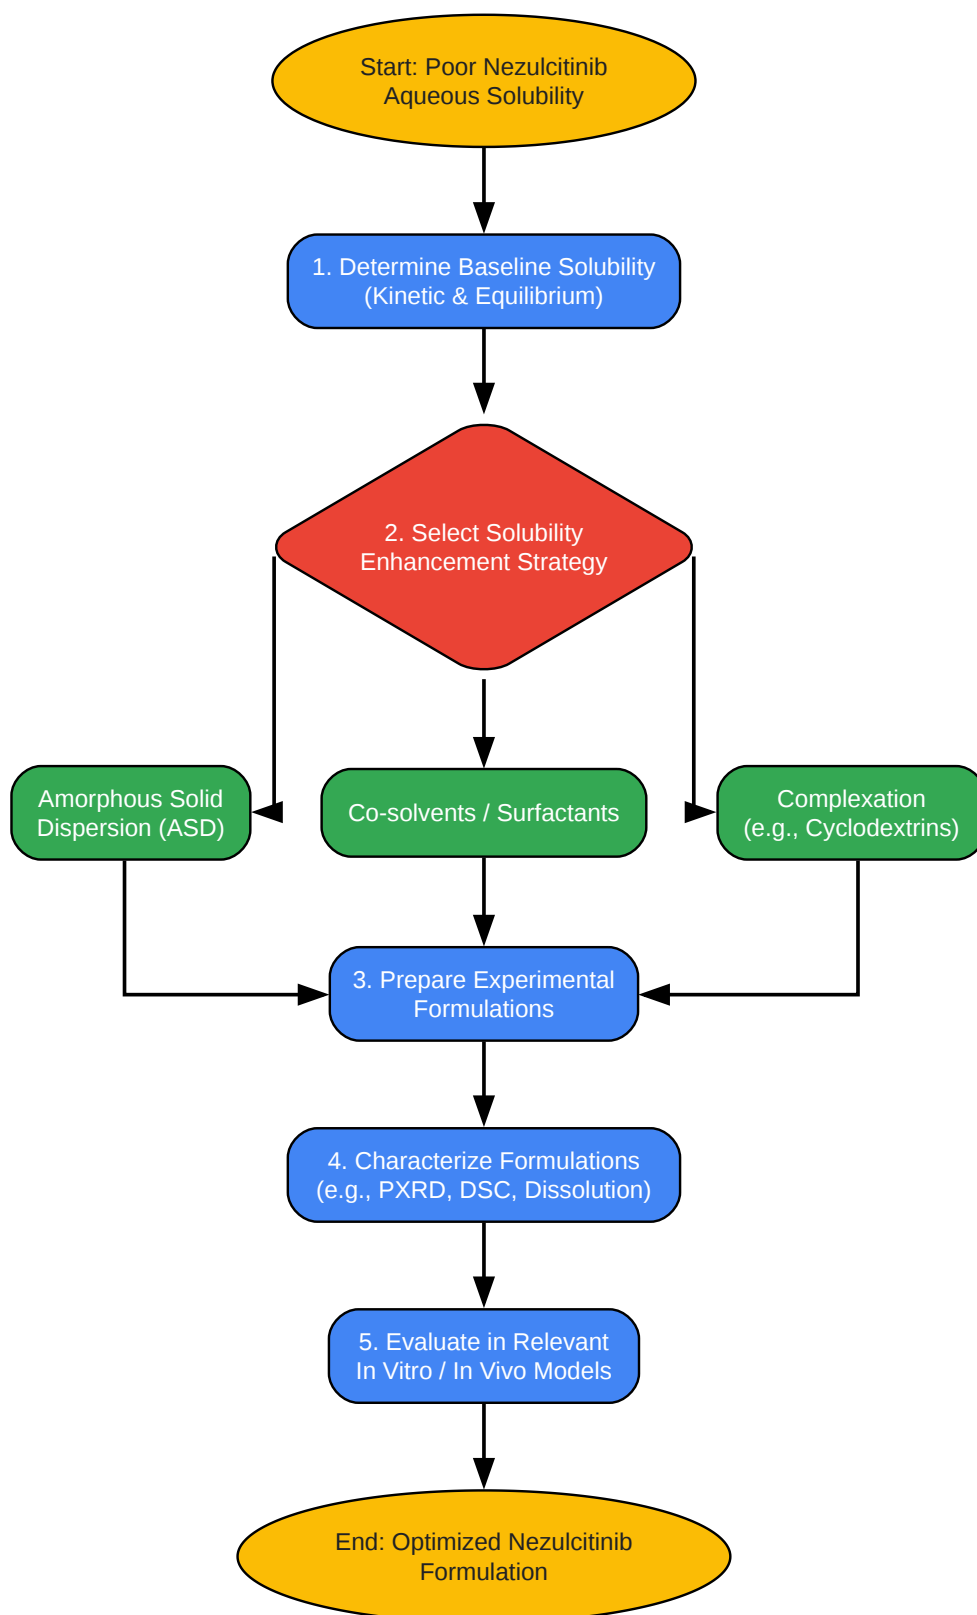 Start: Poor Nezulcitinib
Aqueous Solubility
1. Determine Baseline Solubility
(Kinetic & Equilibrium)
2. Select Solubility
Enhancement Strategy
Amorphous Solid
Dispersion (ASD)
Co-solvents / Surfactants
Complexation
(e.g., Cyclodextrins)
3. Prepare Experimental
Formulations
4. Characterize Formulations
(e.g., PXRD, DSC, Dissolution)
5. Evaluate in Relevant
In Vitro / In Vivo Models
End: Optimized Nezulcitinib
Formulation